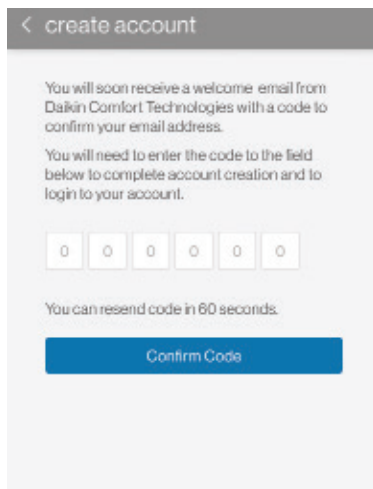 < create account
You will soon receive a welcome email from
Daikin Comfort Technologies with a code to
confirm your email address.
You will need to enter the code to the field
below to complete account creation and to
login to your account.
0 0 0 0 0 0
You can resend code in 60 seconds.
Confirm Code